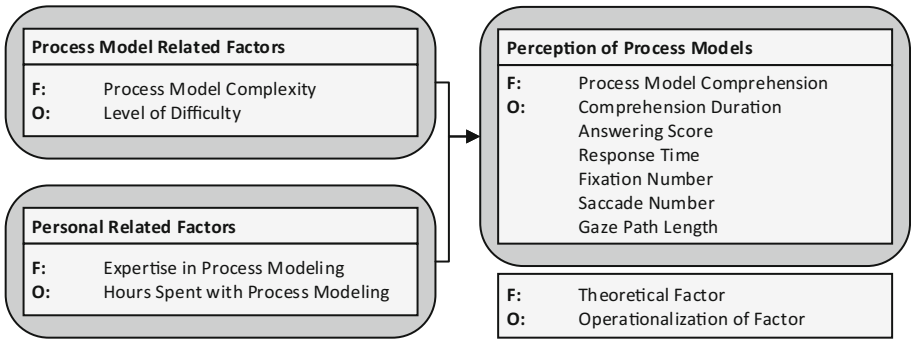 Process Model Related Factors
F: Process Model Complexity
O: Level of Difficulty
Personal Related Factors
F: Expertise in Process Modeling
O: Hours Spent with Process Modeling
Perception of Process Models
F: Process Model Comprehension
O: Comprehension Duration
Answering Score
Response Time
Fixation Number
Saccade Number
Gaze Path Length
F: Theoretical Factor
O: Operationalization of Factor